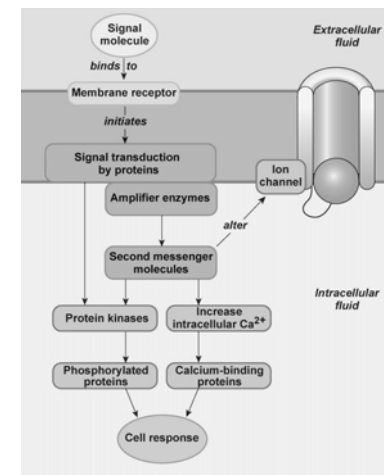 Signal
molecule
Extracellular
fluid
binds to
Membrane receptor
initiates
Signal transduction
by proteins
Ion
channel
Amplifier enzymes
alter
Second messenger
molecules
Intracellular
fluid
Protein kinases
Increase
intracellular Ca²⁺
Phosphorylated
proteins
Calcium-binding
proteins
Cell response